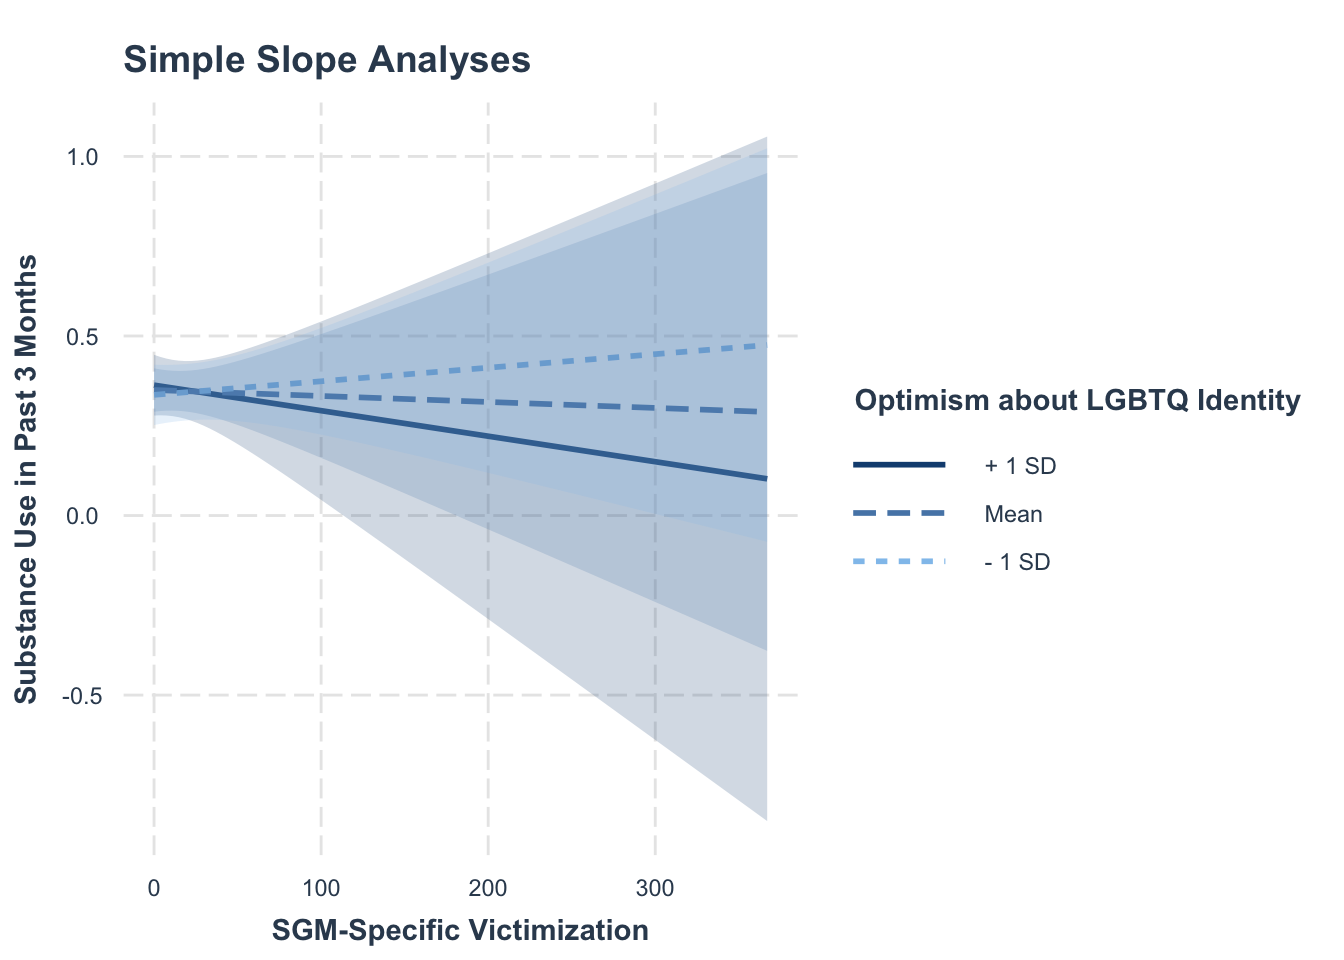 Simple Slope Analyses
Substance Use in Past 3 Months
1.0
0.5
0.0
-0.5
0
100
200
300
SGM-Specific Victimization
Optimism about LGBTQ Identity
+ 1 SD
Mean
- 1 SD